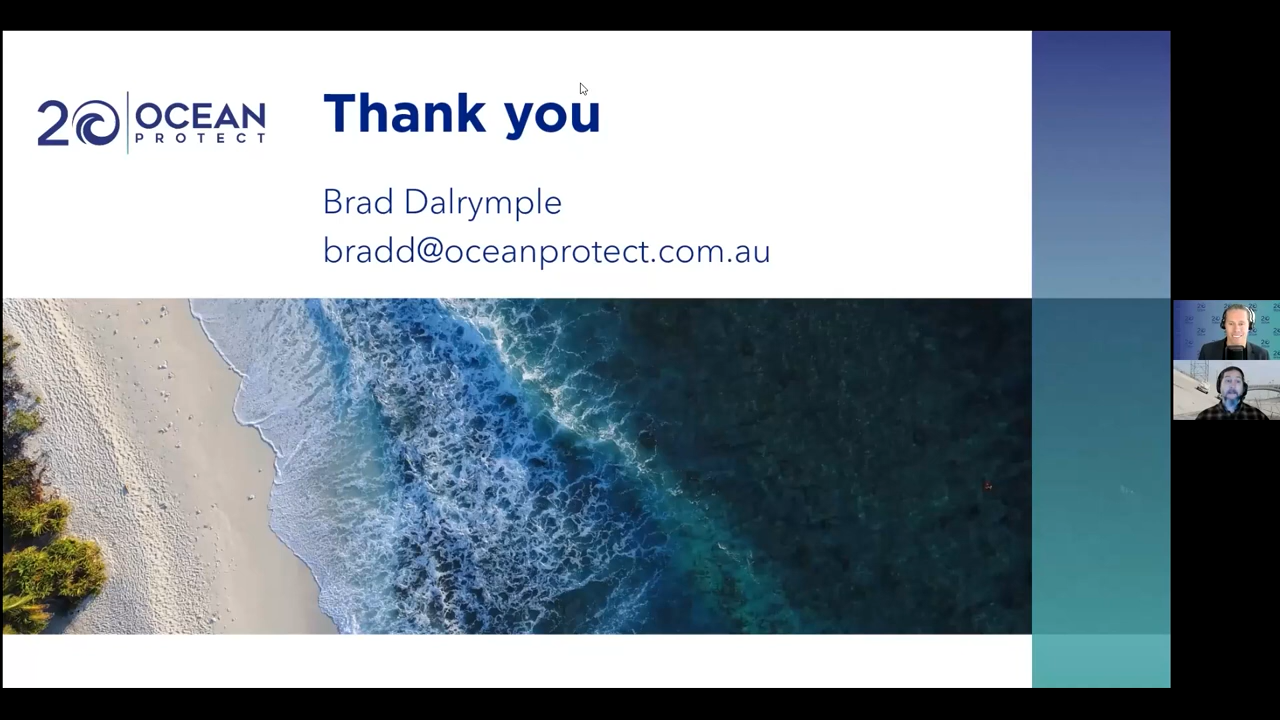 20 OCEAN
PROTECT
Thank you
Brad Dalrymple
bradd@oceanprotect.com.au